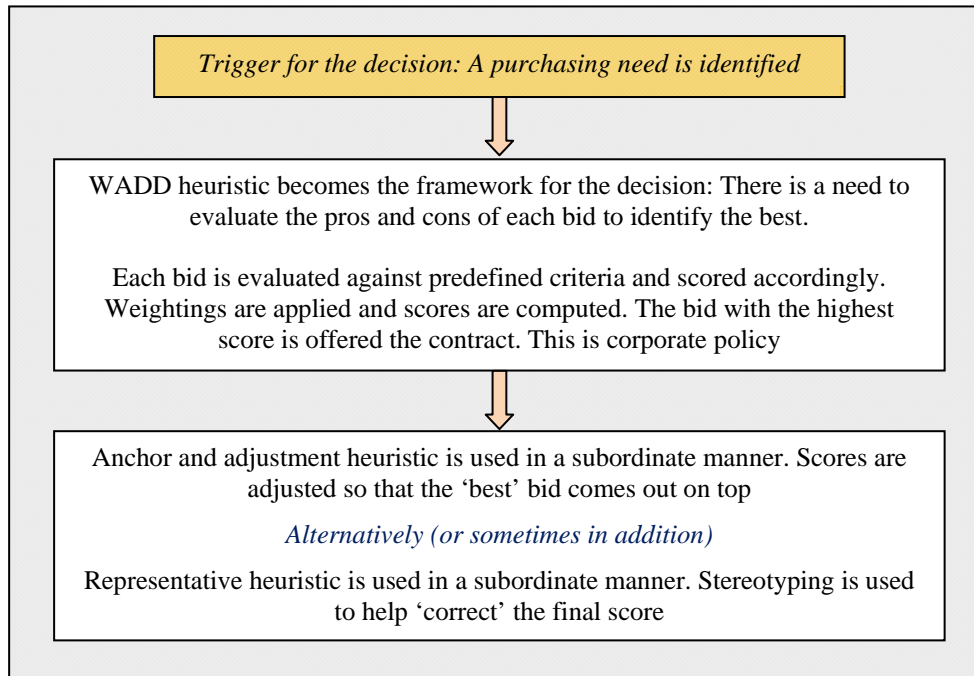 Trigger for the decision: A purchasing need is identified
WADD heuristic becomes the framework for the decision: There is a need to
evaluate the pros and cons of each bid to identify the best.
Each bid is evaluated against predefined criteria and scored accordingly.
Weightings are applied and scores are computed. The bid with the highest
score is offered the contract. This is corporate policy
Anchor and adjustment heuristic is used in a subordinate manner. Scores are
adjusted so that the ‘best’ bid comes out on top
Alternatively (or sometimes in addition)
Representative heuristic is used in a subordinate manner. Stereotyping is used
to help ‘correct’ the final score